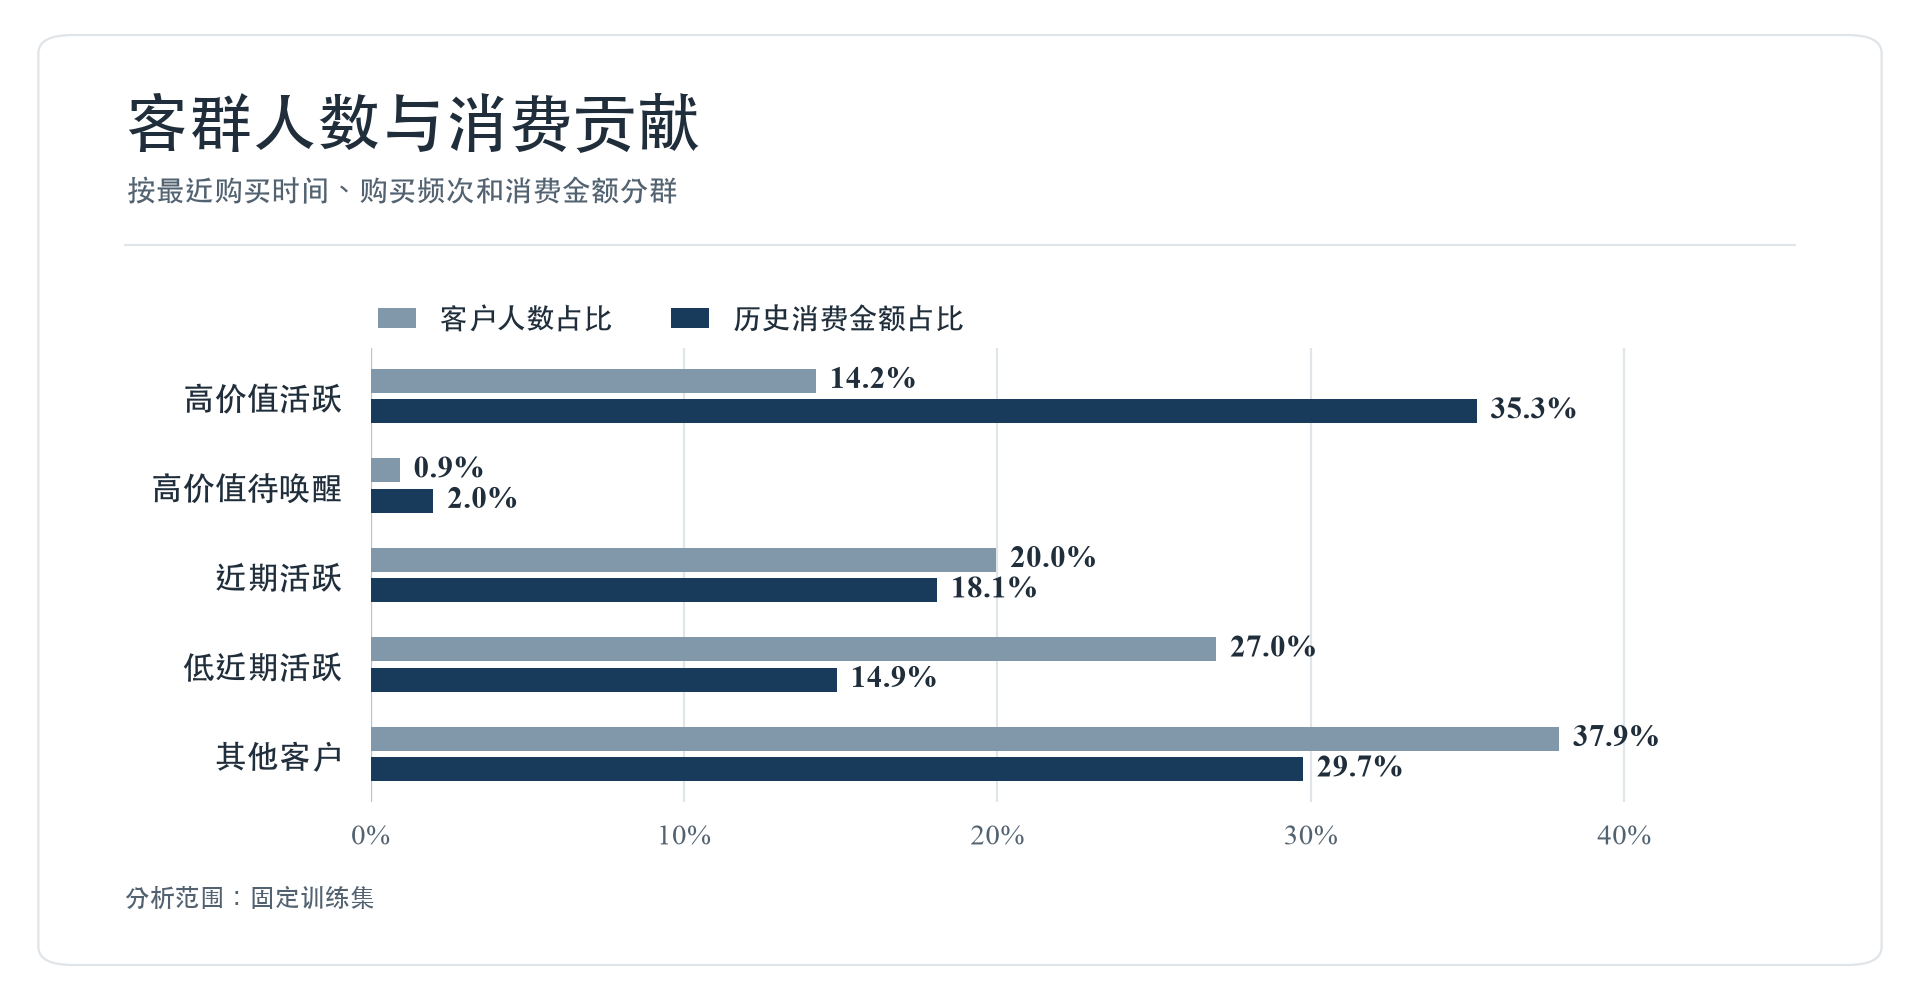 客群人数与消费贡献
按最近购买时间、购买频次和消费金额分群
客户人数占比 历史消费金额占比
高价值活跃 14.2% 35.3%
高价值待唤醒 0.9% 2.0%
近期活跃 20.0% 18.1%
低近期活跃 27.0% 14.9%
其他客户 37.9% 29.7%
0% 10% 20% 30% 40%
分析范围：固定训练集